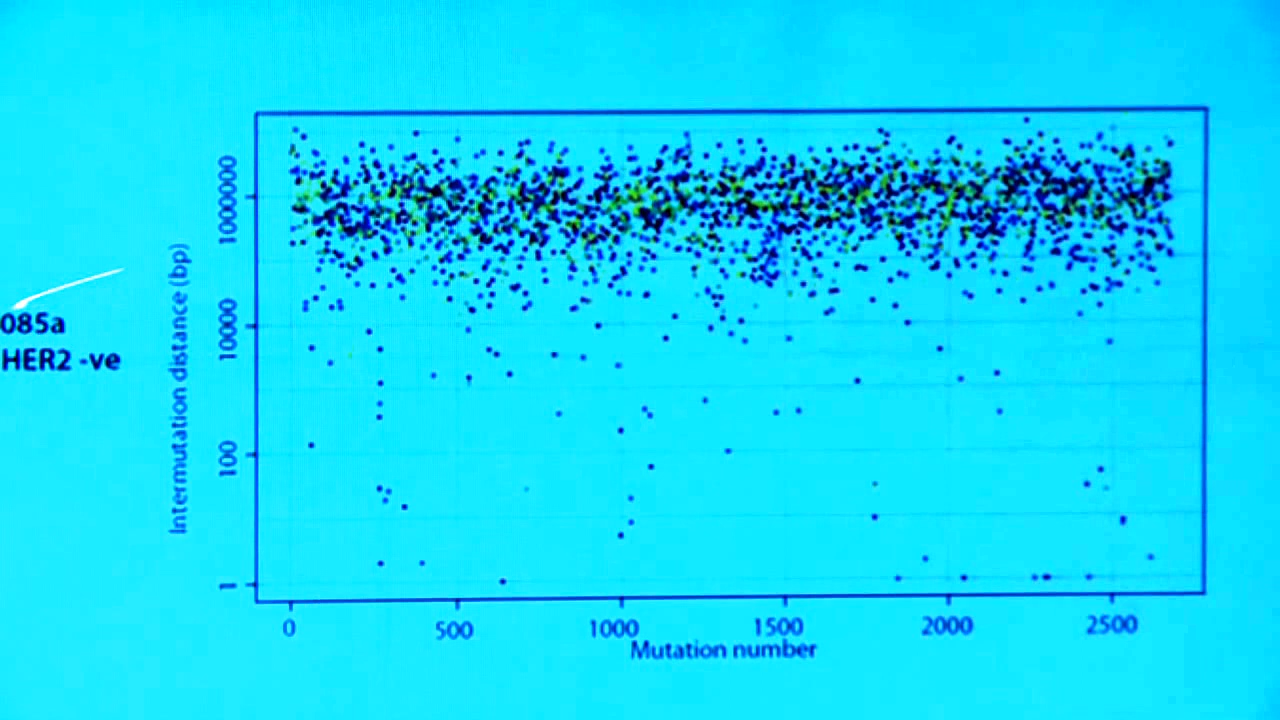 085a
HER2 -ve
Intermutation distance (bp)
1000000
10000
100
1
0 500 1000 1500 2000 2500
Mutation number